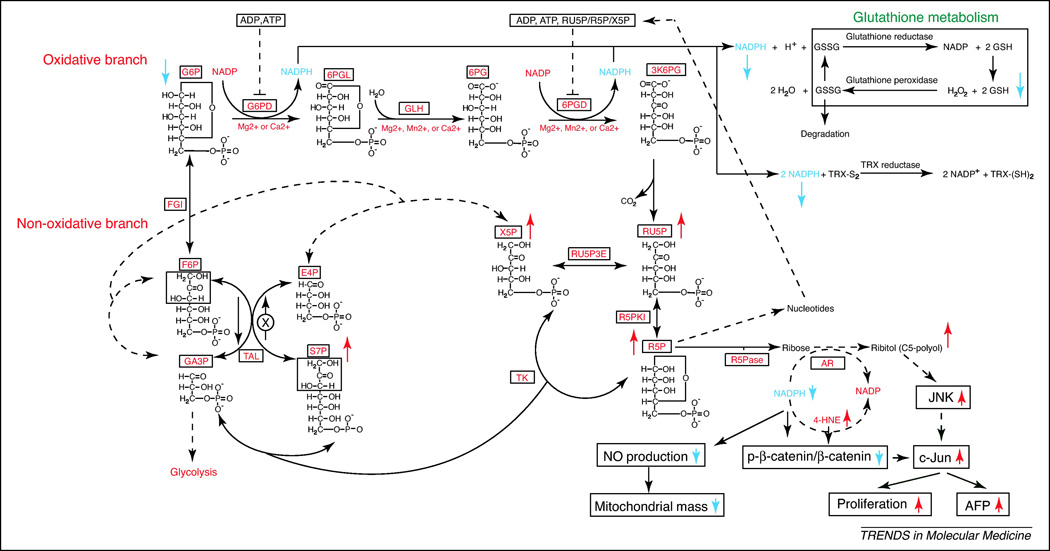 ADP,ATP
ADP, ATP, RU5P/R5P/X5P
Glutathione metabolism
Oxidative branch
G6P
NADP
NADPH
6PGL
6PG
NADP
NADPH
3K6PG
NADPH + H+ + GSSG
Glutathione reductase
NADP + 2 GSH
G6PD
Mg2+ or Ca2+
H2O
GLH
Mg2+, Mn2+, or Ca2+
6PGD
Mg2+, Mn2+, or Ca2+
2 H2O + GSSG
Glutathione peroxidase
H2O2 + 2 GSH
Degradation
2 NADPH + TRX-S2
TRX reductase
2 NADP+ + TRX-(SH)2
FGI
CO2
Non-oxidative branch
X5P
RU5P
F6P
E4P
RU5P3E
X
TAL
GA3P
S7P
R5PKI
R5P
Nucleotides
R5Pase
Ribose
Ribitol (C5-polyol)
AR
TK
NADPH
NADP
4-HNE
JNK
Glycolysis
NO production
p-β-catenin/β-catenin
c-Jun
Mitochondrial mass
Proliferation
AFP
TRENDS in Molecular Medicine